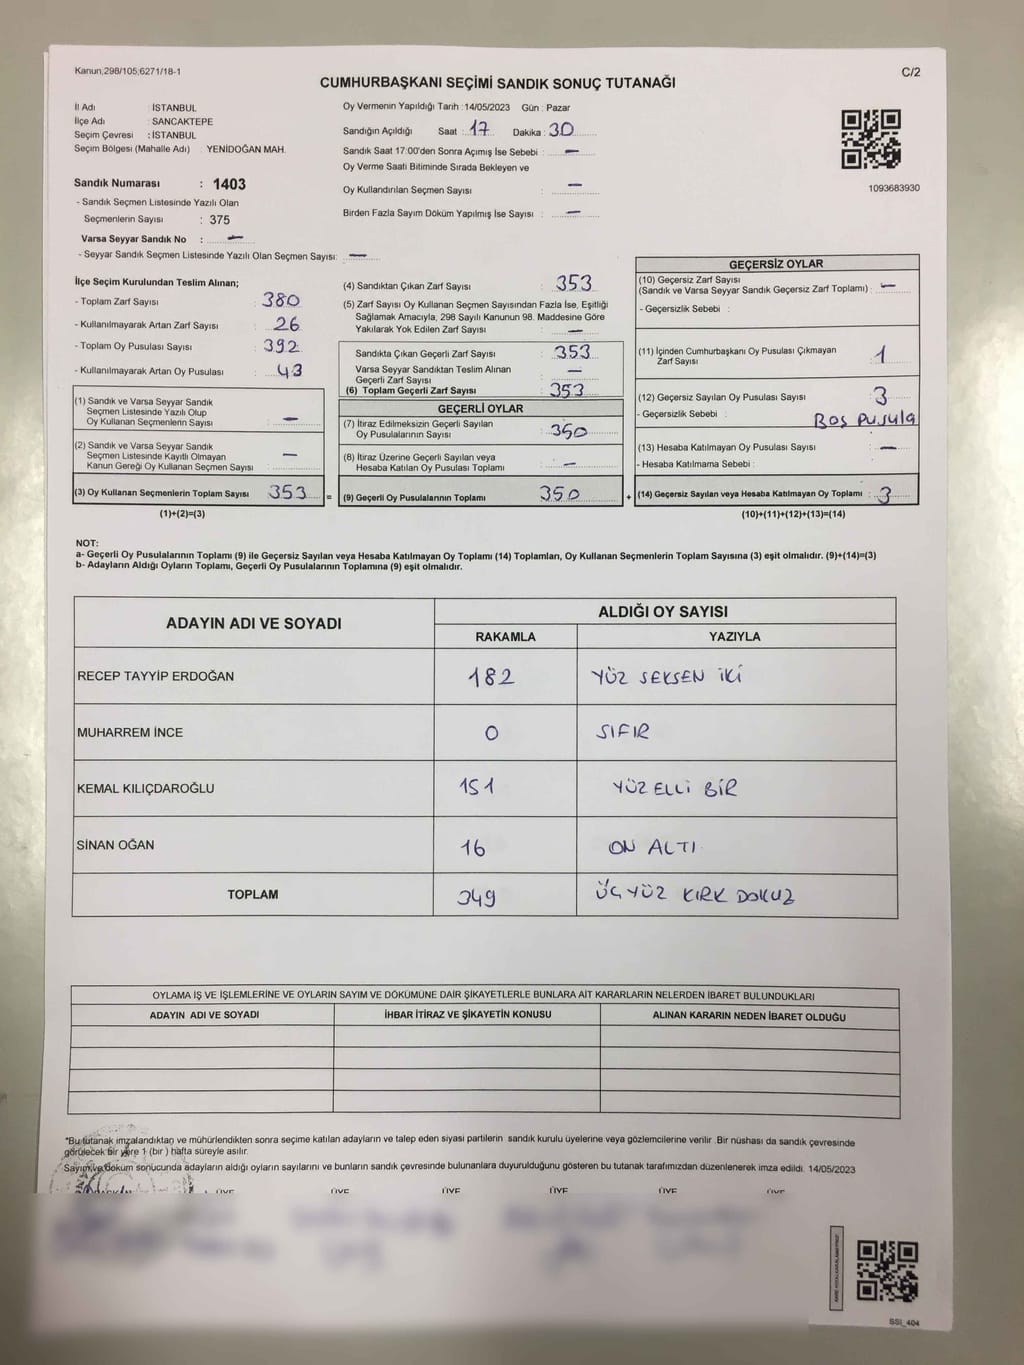 Kanun;298/105;6271/18-1
C/2
CUMHURBAŞKANI SEÇİMİ SANDIK SONUÇ TUTANAĞI
İl Adı : İSTANBUL
İlçe Adı : SANCAKTEPE
Seçim Çevresi : İSTANBUL
Seçim Bölgesi (Mahalle Adı) YENİDOĞAN MAH.
Sandık Numarası : 1403
- Sandık Seçmen Listesinde Yazılı Olan
Seçmenlerin Sayısı : 375
Varsa Seyyar Sandık No : —
- Seyyar Sandık Seçmen Listesinde Yazılı Olan Seçmen Sayısı: —
Oy Vermenin Yapıldığı Tarih :14/05/2023 Gün : Pazar
Sandığın Açıldığı Saat : 17 Dakika : 30
Sandık Saat 17:00'den Sonra Açımış İse Sebebi : —
Oy Verme Saati Bitiminde Sırada Bekleyen ve
Oy Kullandırılan Seçmen Sayısı : —
Birden Fazla Sayım Döküm Yapılmış İse Sayısı : —
1093683930
İlçe Seçim Kurulundan Teslim Alınan;
- Toplam Zarf Sayısı : 380
- Kullanılmayarak Artan Zarf Sayısı : 26
- Toplam Oy Pusulası Sayısı : 392
- Kullanılmayarak Artan Oy Pusulası : 43
(1) Sandık ve Varsa Seyyar Sandık
Seçmen Listesinde Yazılı Olup
Oy Kullanan Seçmenlerin Sayısı : —
(2) Sandık ve Varsa Seyyar Sandık
Seçmen Listesinde Kayıtlı Olmayan
Kanun Gereği Oy Kullanan Seçmen Sayısı : —
(3) Oy Kullanan Seçmenlerin Toplam Sayısı : 353 =
(1)+(2)=(3)
(4) Sandıktan Çıkan Zarf Sayısı : 353
(5) Zarf Sayısı Oy Kullanan Seçmen Sayısından Fazla İse, Eşitliği
Sağlamak Amacıyla, 298 Sayılı Kanunun 98. Maddesine Göre
Yakılarak Yok Edilen Zarf Sayısı : —
Sandıkta Çıkan Geçerli Zarf Sayısı : 353
Varsa Seyyar Sandıktan Teslim Alınan
Geçerli Zarf Sayısı : —
(6) Toplam Geçerli Zarf Sayısı : 353
GEÇERLİ OYLAR
(7) İtiraz Edilmeksizin Geçerli Sayılan
Oy Pusulalarının Sayısı : 350
(8) İtiraz Üzerine Geçerli Sayılan veya
Hesaba Katılan Oy Pusulası Toplamı : —
(9) Geçerli Oy Pusulalarının Toplamı : 350 +
GEÇERSİZ OYLAR
(10) Geçersiz Zarf Sayısı
(Sandık ve Varsa Seyyar Sandık Geçersiz Zarf Toplamı) : —
- Geçersizlik Sebebi :
(11) İçinden Cumhurbaşkanı Oy Pusulası Çıkmayan
Zarf Sayısı : 1
(12) Geçersiz Sayılan Oy Pusulası Sayısı : 3
- Geçersizlik Sebebi : Boş Pusula
(13) Hesaba Katılmayan Oy Pusulası Sayısı : —
- Hesaba Katılmama Sebebi :
(14) Geçersiz Sayılan veya Hesaba Katılmayan Oy Toplamı : 3
(10)+(11)+(12)+(13)=(14)
NOT:
a- Geçerli Oy Pusulalarının Toplamı (9) ile Geçersiz Sayılan veya Hesaba Katılmayan Oy Toplamı (14) Toplamları, Oy Kullanan Seçmenlerin Toplam Sayısına (3) eşit olmalıdır. (9)+(14)=(3)
b- Adayların Aldığı Oyların Toplamı, Geçerli Oy Pusulalarının Toplamına (9) eşit olmalıdır.
ADAYIN ADI VE SOYADI
ALDIĞI OY SAYISI
RAKAMLA YAZIYLA
RECEP TAYYİP ERDOĞAN 182 YÜZ SEKSEN İKİ
MUHARREM İNCE 0 SIFIR
KEMAL KILIÇDAROĞLU 151 YÜZ ELLİ BİR
SİNAN OĞAN 16 ON ALTI
TOPLAM 349 ÜÇ YÜZ KIRK DOKUZ
OYLAMA İŞ VE İŞLEMLERİNE VE OYLARIN SAYIM VE DÖKÜMÜNE DAİR ŞİKAYETLERLE BUNLARA AİT KARARLARIN NELERDEN İBARET BULUNDUKLARI
ADAYIN ADI VE SOYADI İHBAR İTİRAZ VE ŞİKAYETİN KONUSU ALINAN KARARIN NEDEN İBARET OLDUĞU
*Bu tutanak imzalandıktan ve mühürlendikten sonra seçime katılan adayların ve talep eden siyasi partilerin sandık kurulu üyelerine veya gözlemcilerine verilir. Bir nüshası da sandık çevresinde
görülecek bir yere 1 (bir ) hafta süreyle asılır.
Sayım ve döküm sonucunda adayların aldığı oyların sayılarını ve bunların sandık çevresinde bulunanlara duyurulduğunu gösteren bu tutanak tarafımızdan düzenlenerek imza edildi. 14/05/2023
BAŞKAN ÜYE ÜYE ÜYE ÜYE ÜYE ÜYE
SSI_404